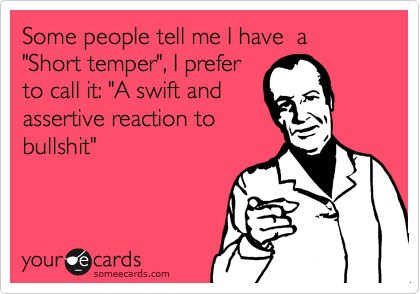 Some people tell me I have  a
"Short temper", I prefer
to call it: "A swift and
assertive reaction to
bullshit"
your e cards
someecards.com